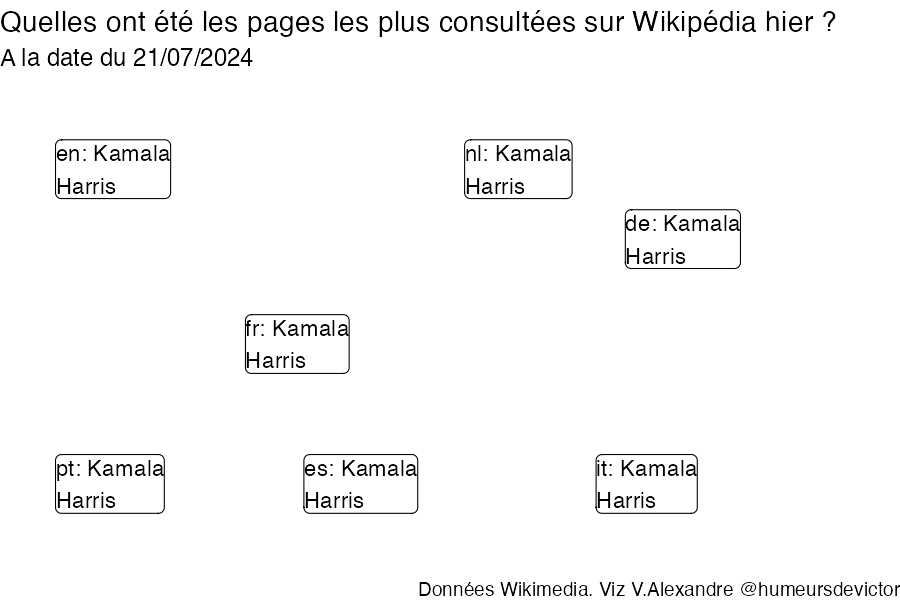 Quelles ont été les pages les plus consultées sur Wikipédia hier ?
A la date du 21/07/2024
en: Kamala
Harris
nl: Kamala
Harris
de: Kamala
Harris
fr: Kamala
Harris
pt: Kamala
Harris
es: Kamala
Harris
it: Kamala
Harris
Données Wikimedia. Viz V.Alexandre @humeursdevictor